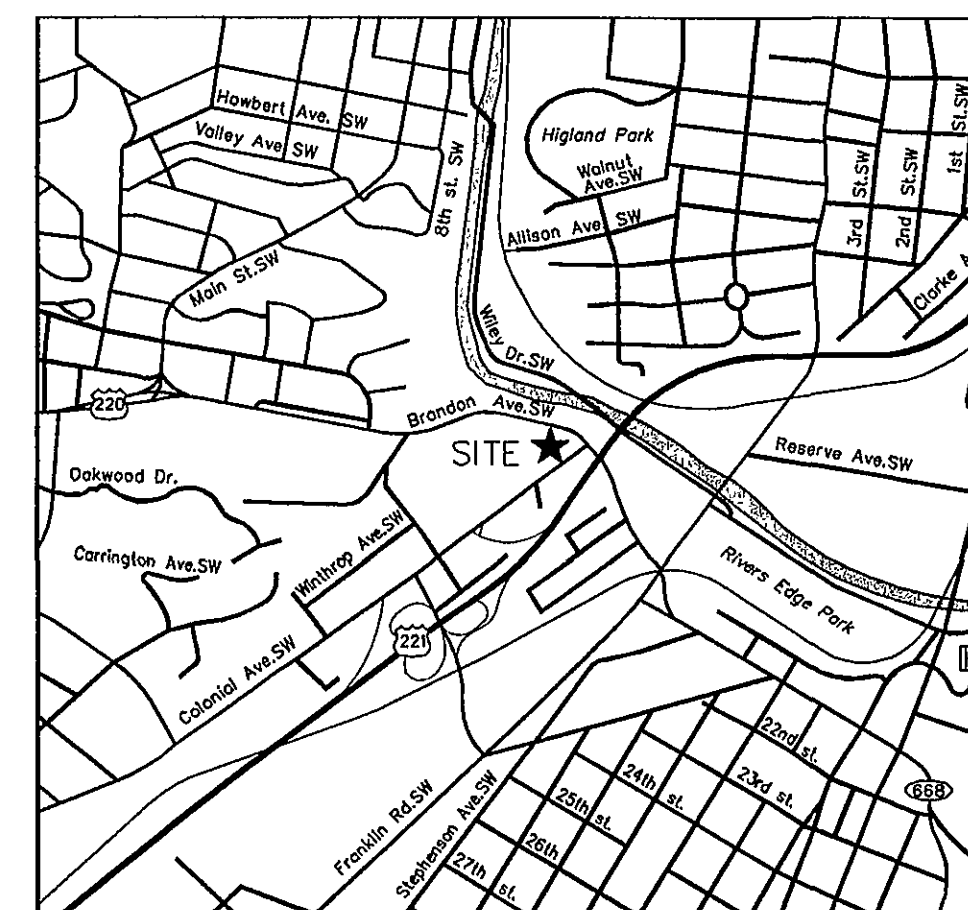 Howbert Ave. SW
Valley Ave SW
8th st. SW
Higland Park
Walnut
Ave.SW
Allison Ave SW
3rd St.SW
2nd St.SW
1st St.SW
Clarke A
Main St.SW
Wiley Dr.SW
220
Brandon Ave.SW
SITE
Reserve Ave.SW
Oakwood Dr.
Carrington Ave.SW
Winthrop Ave.SW
Rivers Edge Park
221
Colonial Ave.SW
22nd st.
23rd st.
24th st.
25th st.
26th
27th st.
668
Franklin Rd.SW
Stephenson Ave.SW